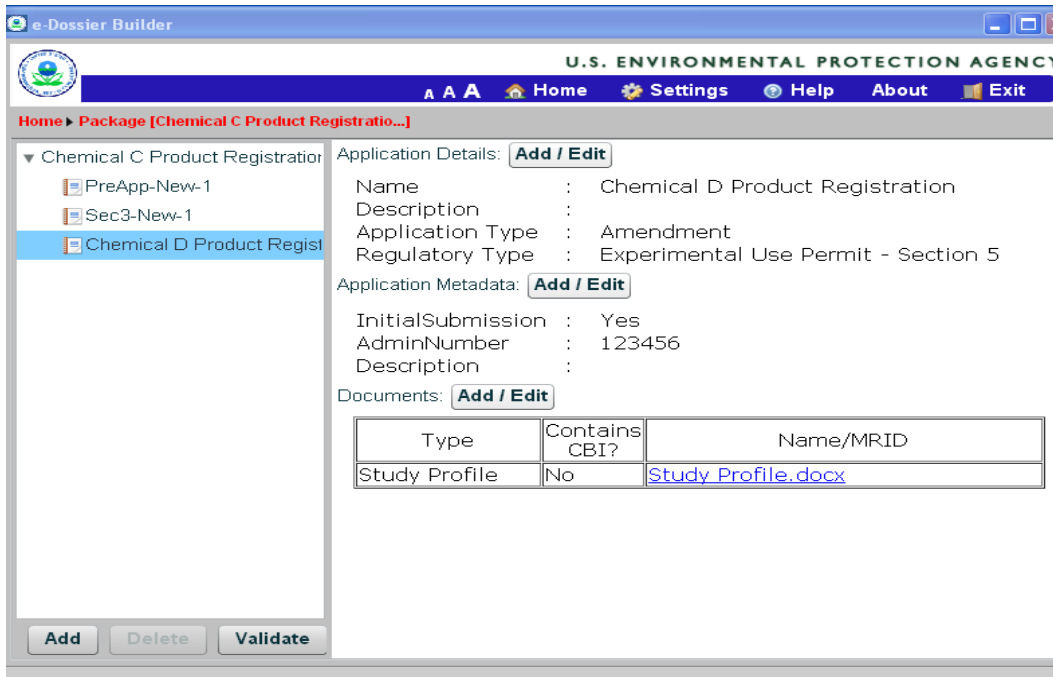 e-Dossier Builder
U.S. ENVIRONMENTAL PROTECTION AGENCY
A A A Home Settings Help About Exit
Home Package [Chemical C Product Registratio...]
Chemical C Product Registration
PreApp-New-1
Sec3-New-1
Chemical D Product Regist
Application Details: Add / Edit
Name : Chemical D Product Registration
Description :
Application Type : Amendment
Regulatory Type : Experimental Use Permit - Section 5
Application Metadata: Add / Edit
InitialSubmission : Yes
AdminNumber : 123456
Description :
Documents: Add / Edit
Type Contains CBI? Name/MRID
Study Profile No Study Profile.docx
Add Delete Validate